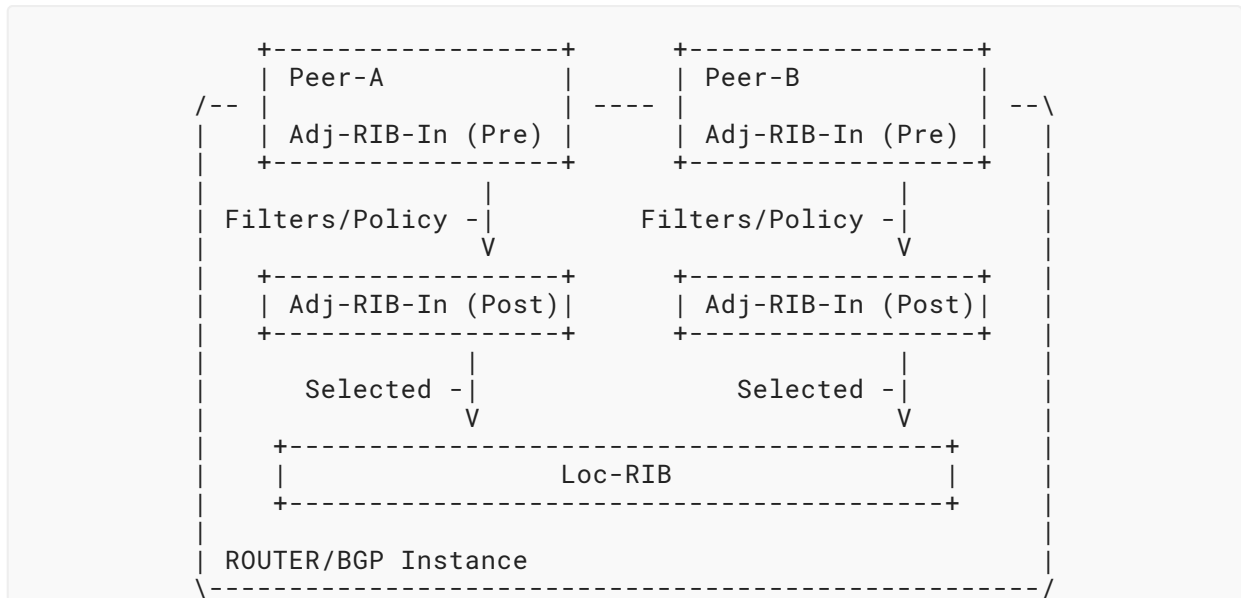 Peer-A Peer-B
Adj-RIB-In (Pre) Adj-RIB-In (Pre)
Filters/Policy Filters/Policy
Adj-RIB-In (Post) Adj-RIB-In (Post)
Selected Selected
Loc-RIB
ROUTER/BGP Instance